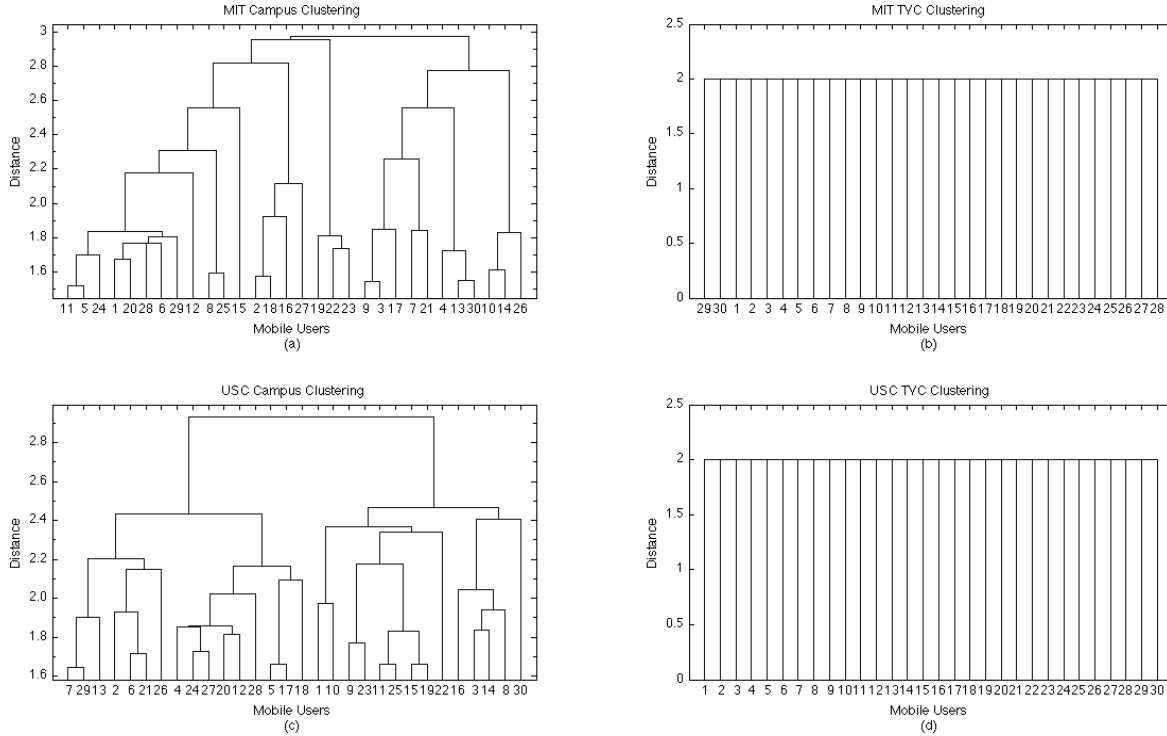 MIT Campus Clustering
3
2.8
2.6
2.4
2.2
2.0
1.8
1.6
Distance
11 5 24 1 20 28 6 29 12 8 25 15 2 18 16 27 19 22 23 9 3 17 7 21 4 13 30 10 14 26
Mobile Users
(a)
MIT TVC Clustering
2.5
2
1.5
1
0.5
0
Distance
29 30 1 2 3 4 5 6 7 8 9 10 11 12 13 14 15 16 17 18 19 20 21 22 23 24 25 26 27 28
Mobile Users
(b)
USC Campus Clustering
2.8
2.6
2.4
2.2
2.0
1.8
1.6
Distance
7 29 13 2 6 21 26 4 24 27 20 12 28 5 17 18 1 10 9 23 11 25 15 19 22 16 3 14 8 30
Mobile Users
(c)
USC TVC Clustering
2.5
2
1.5
1
0.5
0
Distance
1 2 3 4 5 6 7 8 9 10 11 12 13 14 15 16 17 18 19 20 21 22 23 24 25 26 27 28 29 30
Mobile Users
(d)